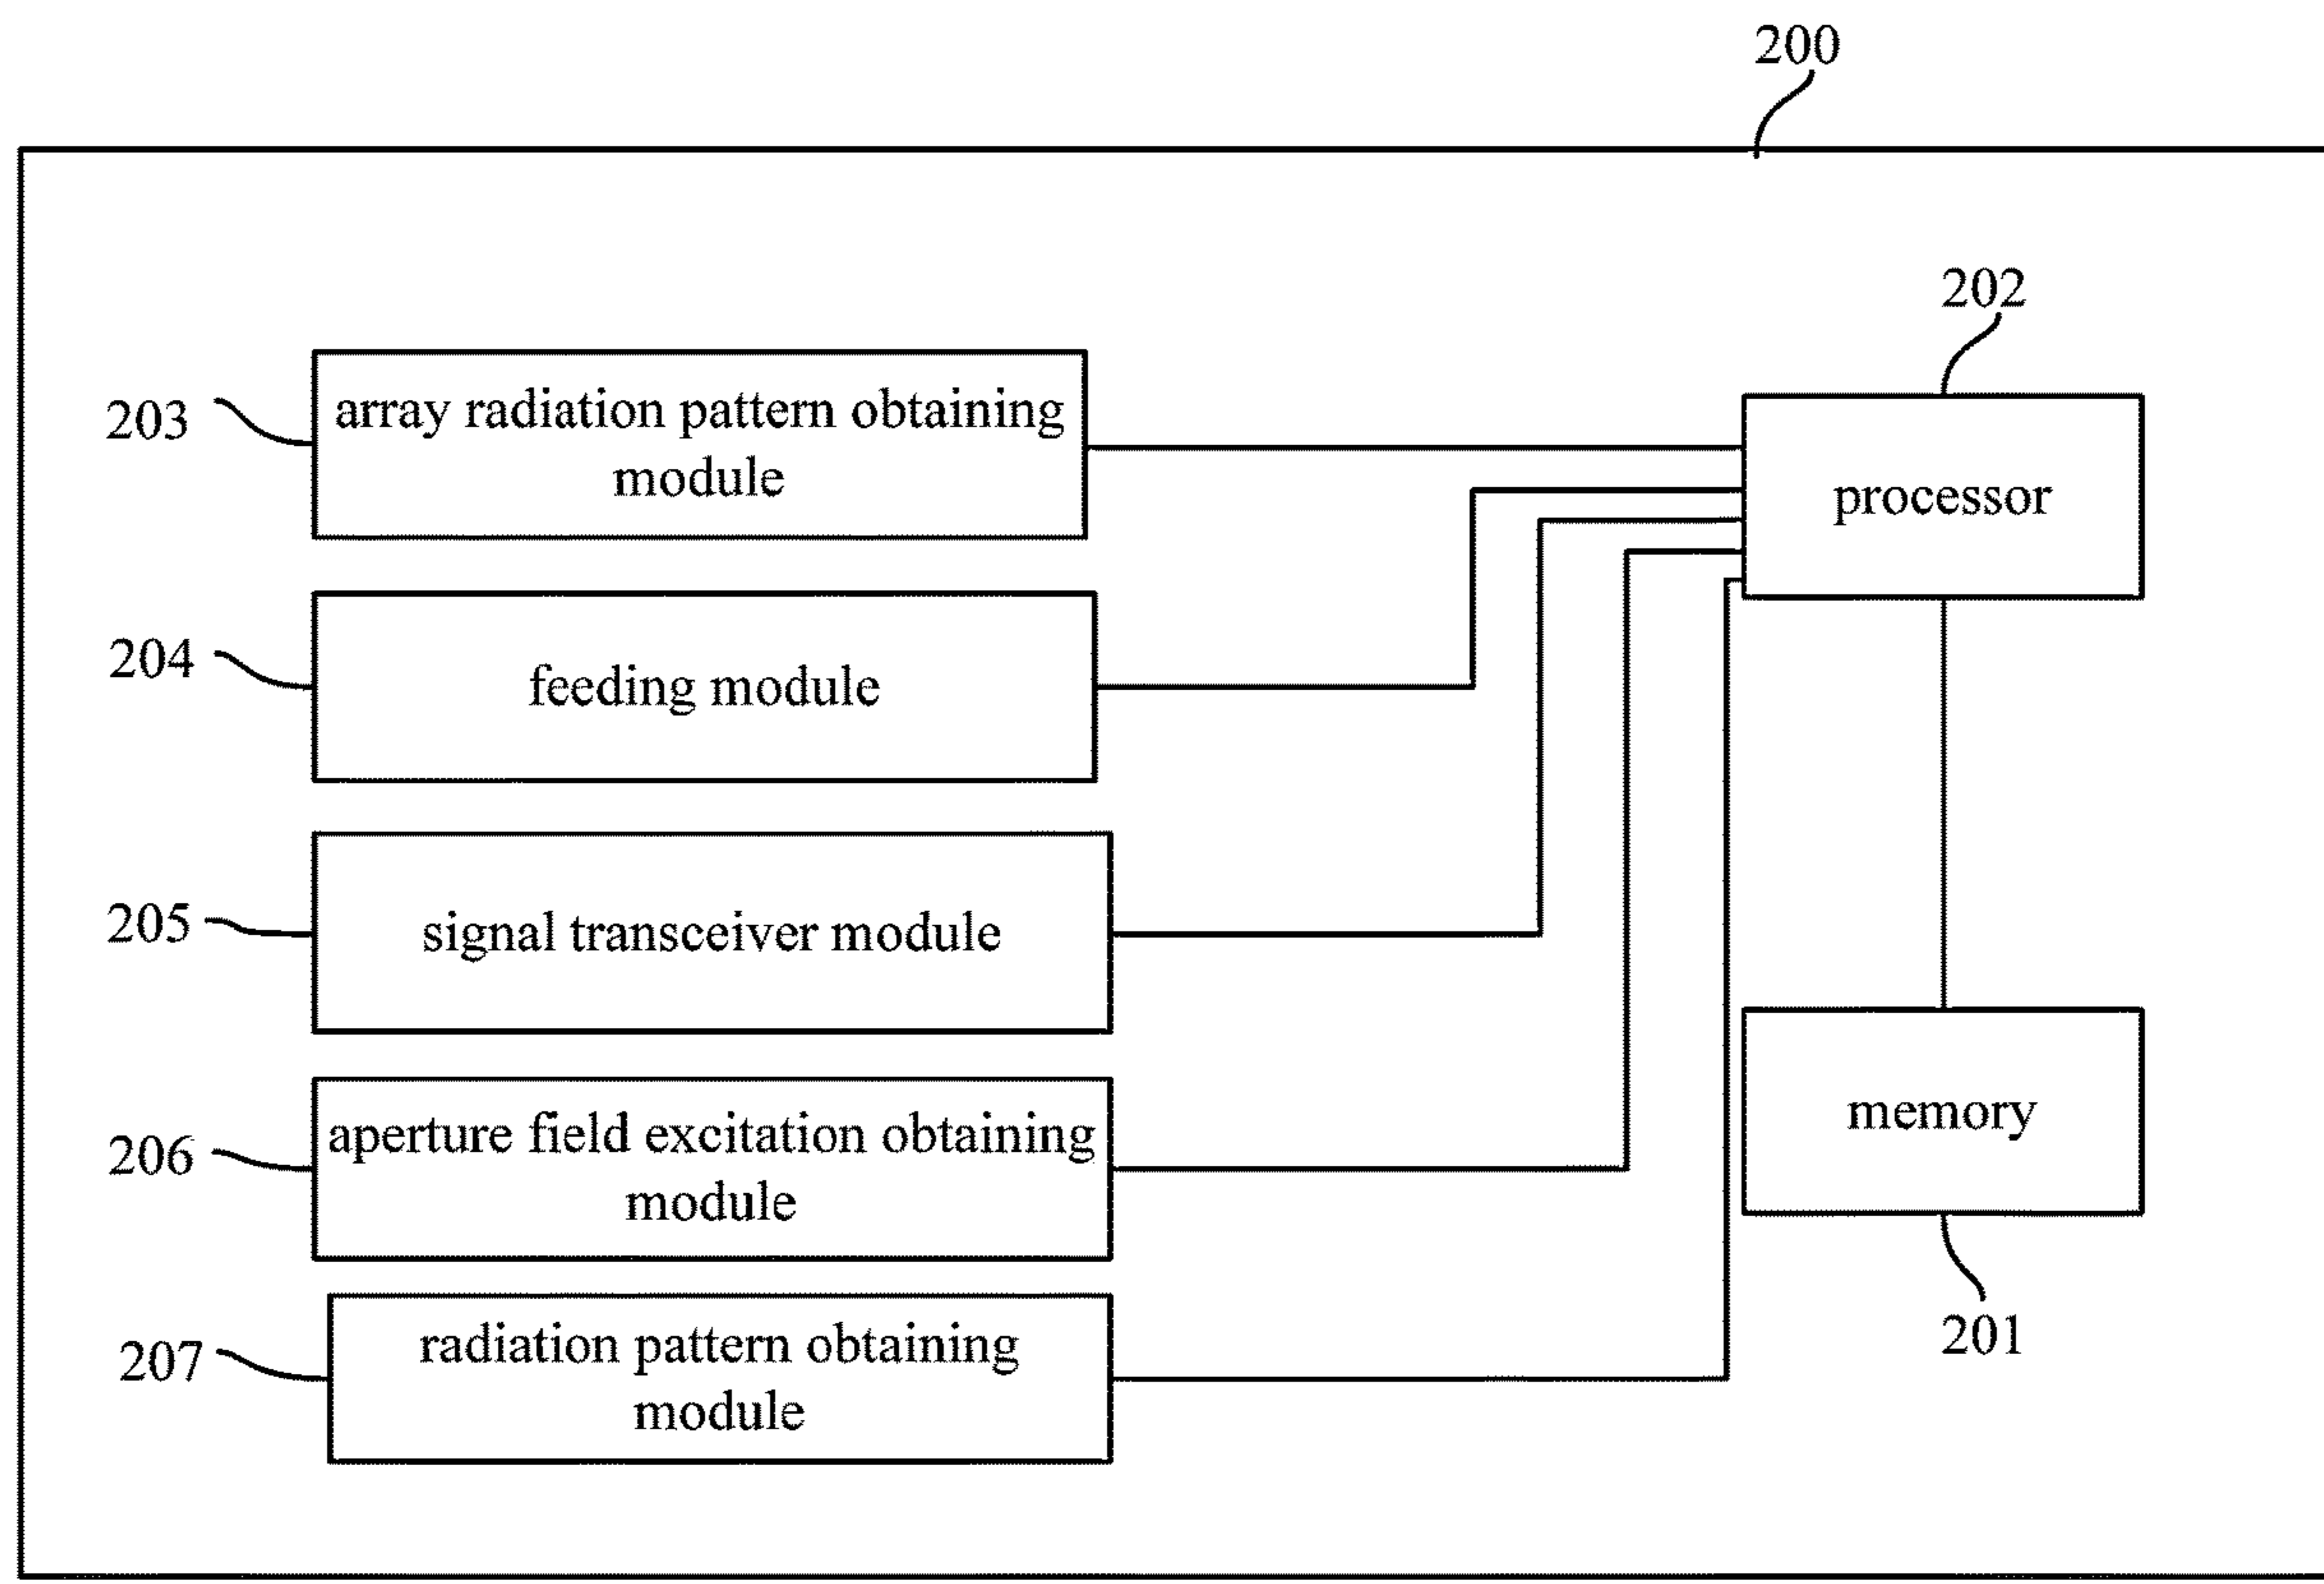 200
202
203
array radiation pattern obtaining
module
processor
204
feeding module
205
signal transceiver module
memory
206
aperture field excitation obtaining
module
201
207
radiation pattern obtaining
module